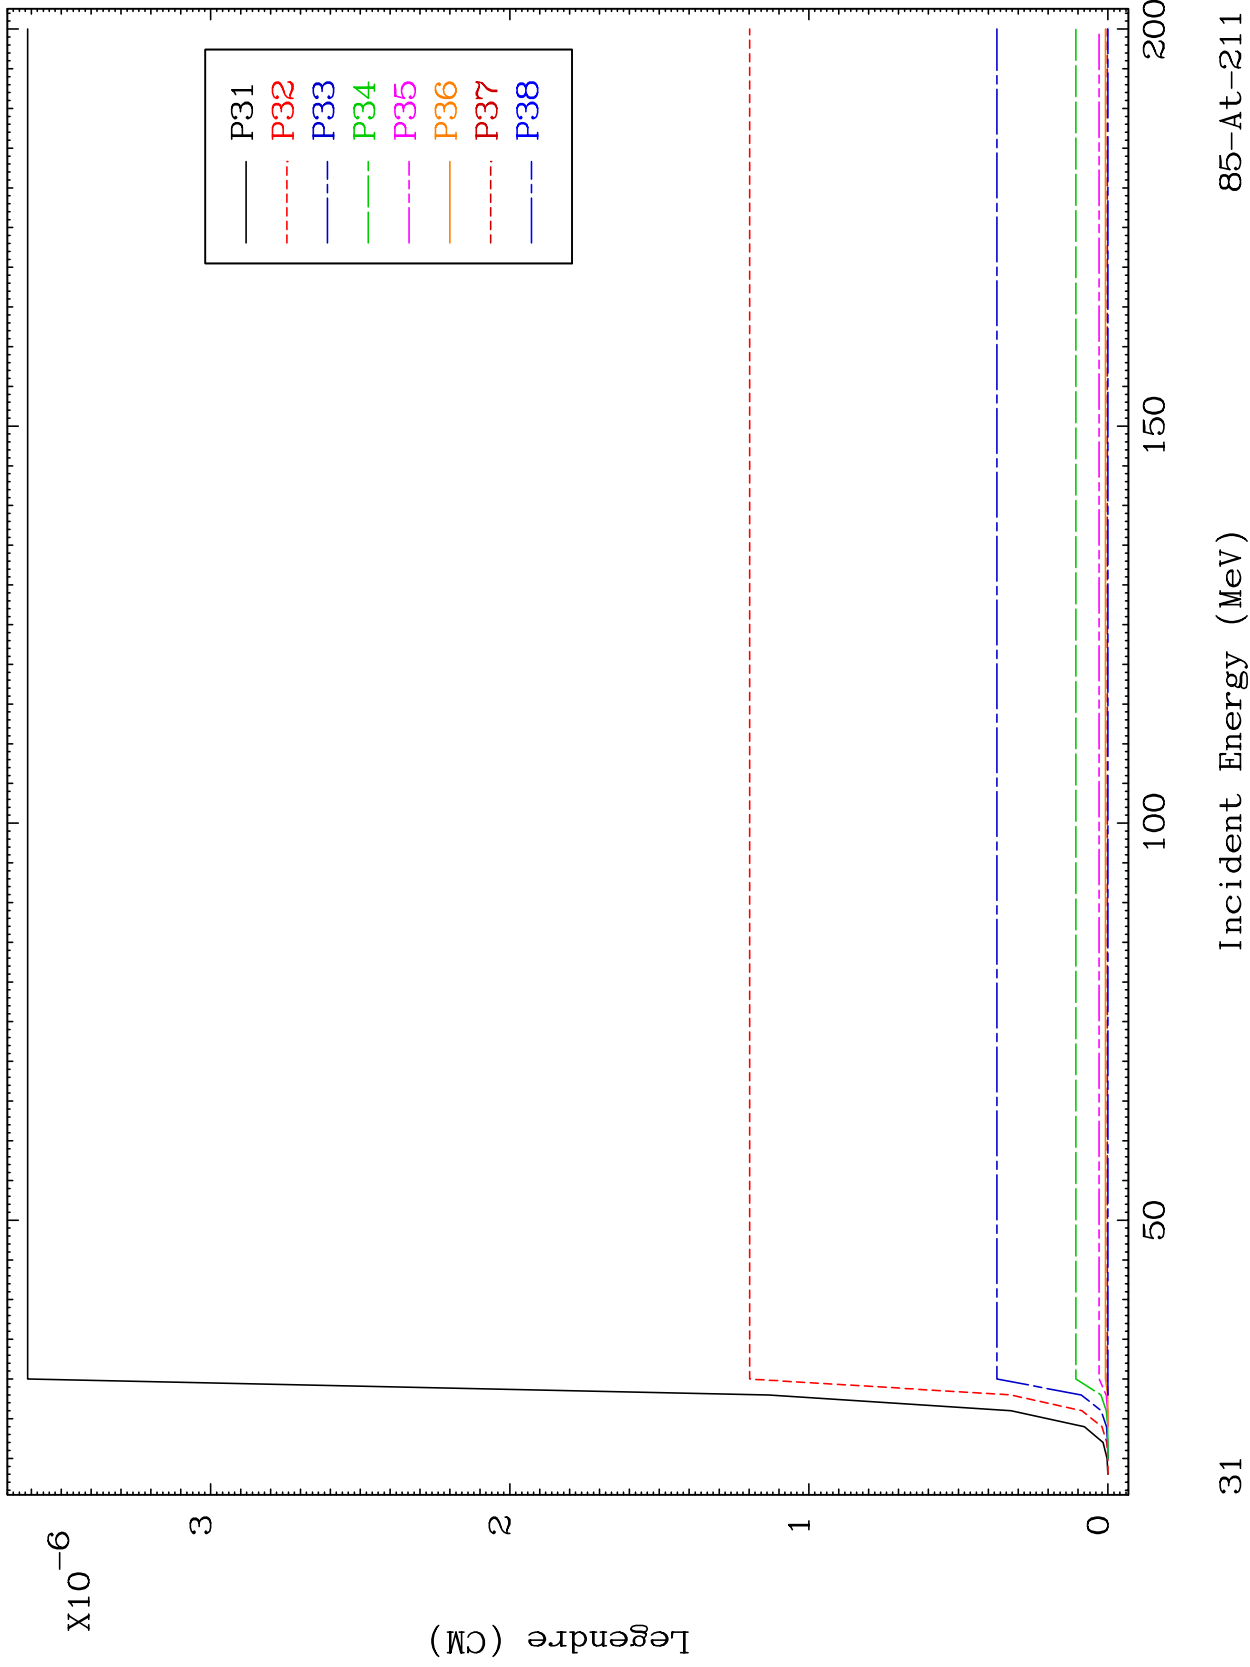 X10
-6
3
2
1
0
Legendre (CM)
P31
P32
P33
P34
P35
P36
P37
P38
50
100
150
200
Incident Energy (MeV)
31
85-At-211